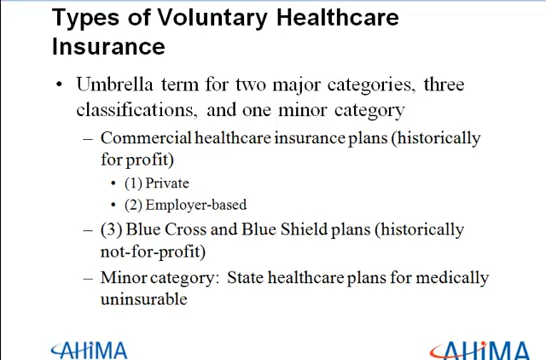 Types of Voluntary Healthcare
Insurance
• Umbrella term for two major categories, three
classifications, and one minor category
– Commercial healthcare insurance plans (historically
for profit)
• (1) Private
• (2) Employer-based
– (3) Blue Cross and Blue Shield plans (historically
not-for-profit)
– Minor category: State healthcare plans for medically
uninsurable
AHiMA AHiMA